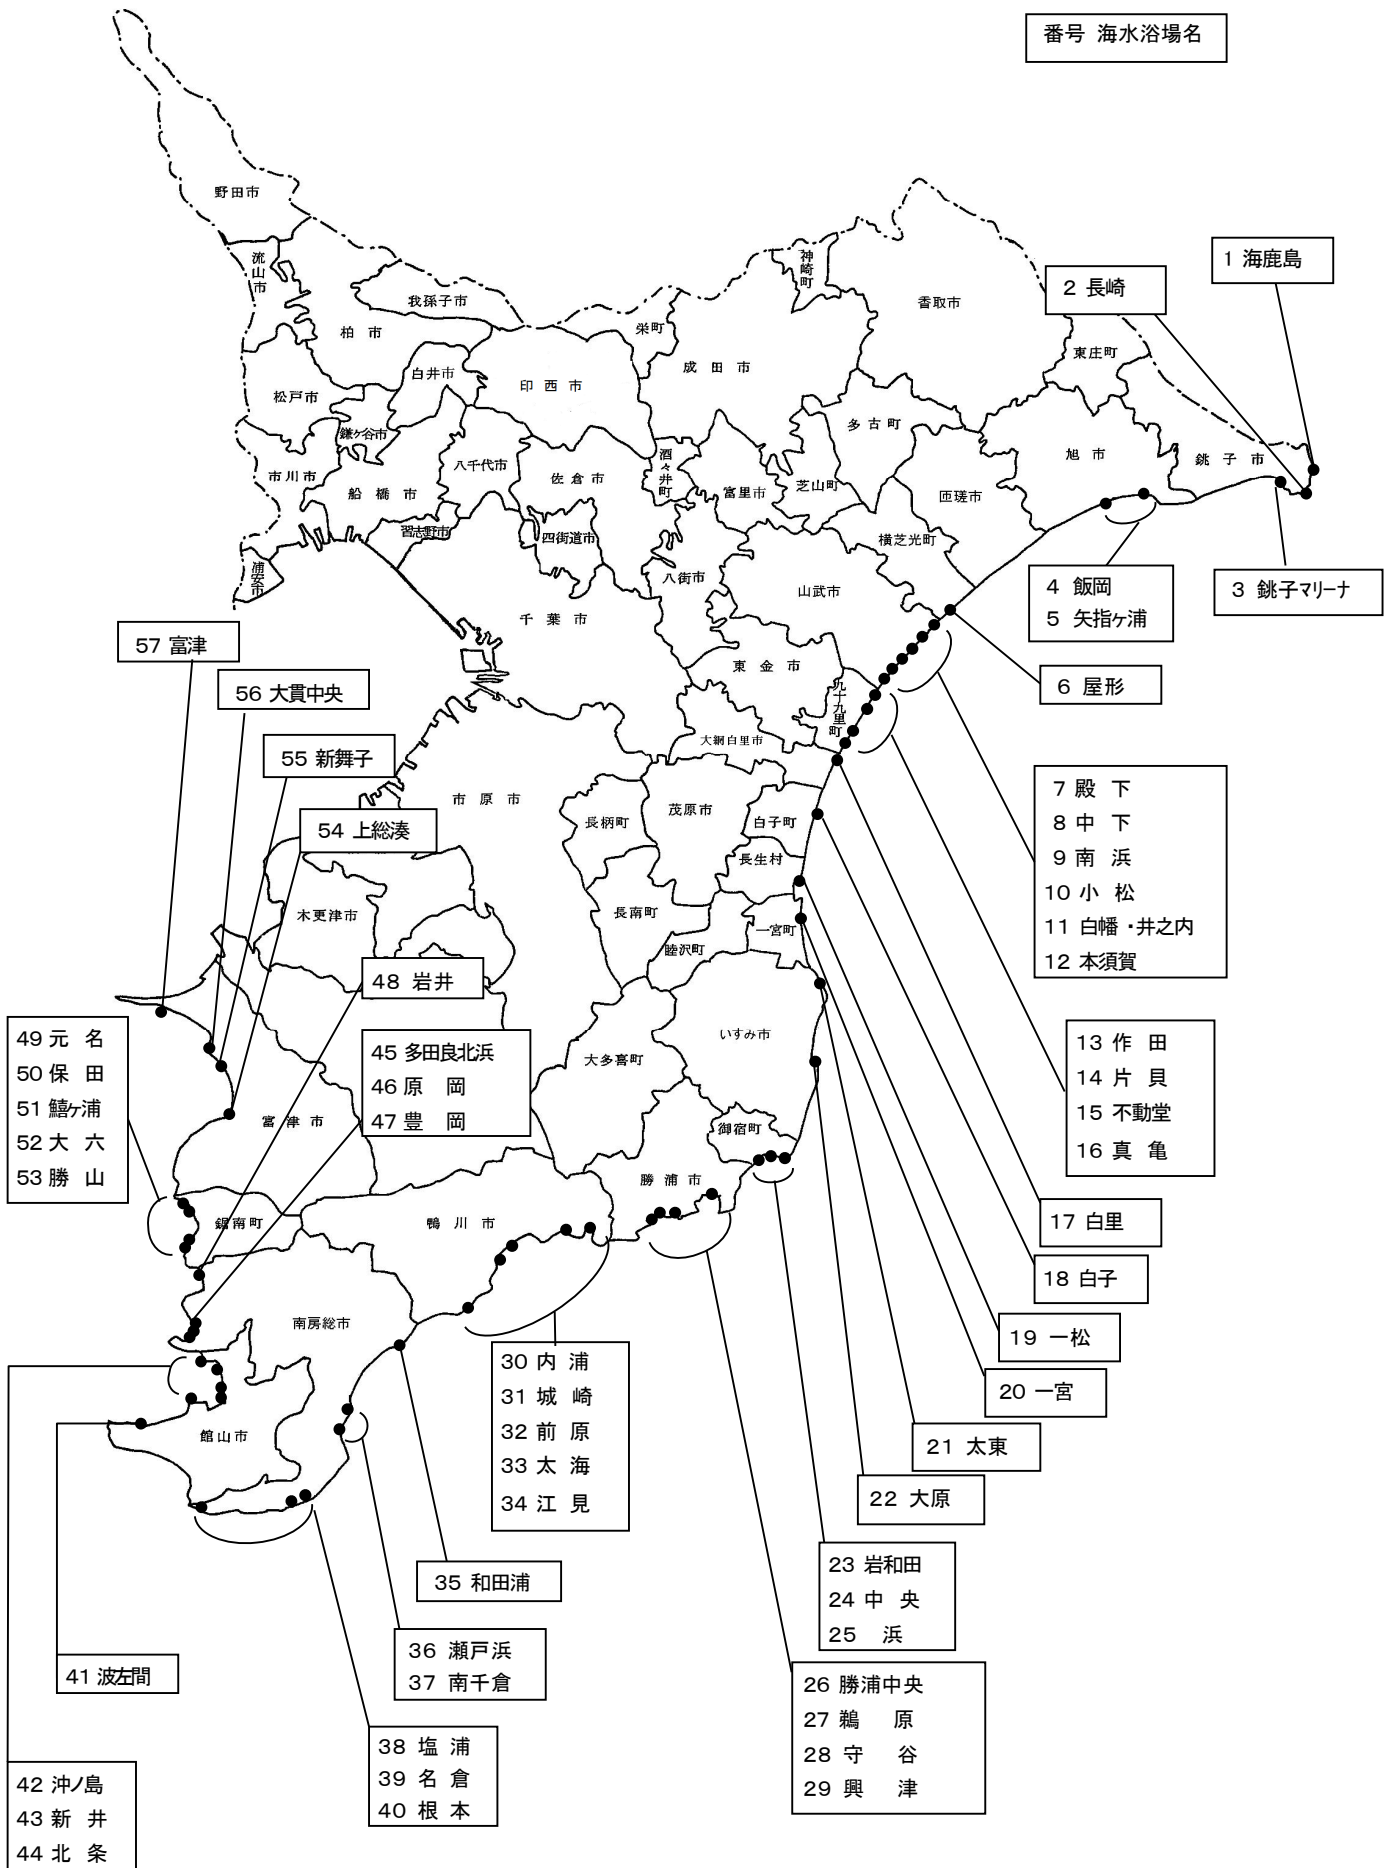 番号 海水浴場名
野田市
流山市
柏 市
我孫子市
松戸市
鎌ケ谷市
白井市
印 西 市
栄町
成 田 市
神崎町
香取市
東庄町
市川市
船 橋 市
八千代市
佐 倉 市
酒々井町
富里市
芝山町
多 古 町
匝瑳市
旭 市
銚 子 市
横芝光町
習志野市
四街道市
浦安市
千 葉 市
八街市
山武市
東 金 市
九十九里町
大網白里市
市 原 市
長柄町
茂原市
白子町
長生村
木更津市
長南町
睦沢町
一宮町
いすみ市
大多喜町
御宿町
勝 浦 市
富 津 市
鋸南町
鴨 川 市
南房総市
館 山 市
1 海鹿島
2 長崎
3 銚子マリーナ
4 飯岡
5 矢指ヶ浦
6 屋形
7 殿 下
8 中 下
9 南 浜
10 小 松
11 白幡・井之内
12 本須賀
13 作 田
14 片 貝
15 不動堂
16 真 亀
17 白里
18 白子
19 一松
20 一宮
21 太東
22 大原
23 岩和田
24 中 央
25 浜
26 勝浦中央
27 鵜 原
28 守 谷
29 興 津
30 内 浦
31 城 崎
32 前 原
33 太 海
34 江 見
35 和田浦
36 瀬戸浜
37 南千倉
38 塩 浦
39 名 倉
40 根 本
41 波左間
42 沖ノ島
43 新 井
44 北 条
45 多田良北浜
46 原 岡
47 豊 岡
48 岩井
49 元 名
50 保 田
51 鱚ヶ浦
52 大 六
53 勝 山
54 上総湊
55 新舞子
56 大貫中央
57 富津